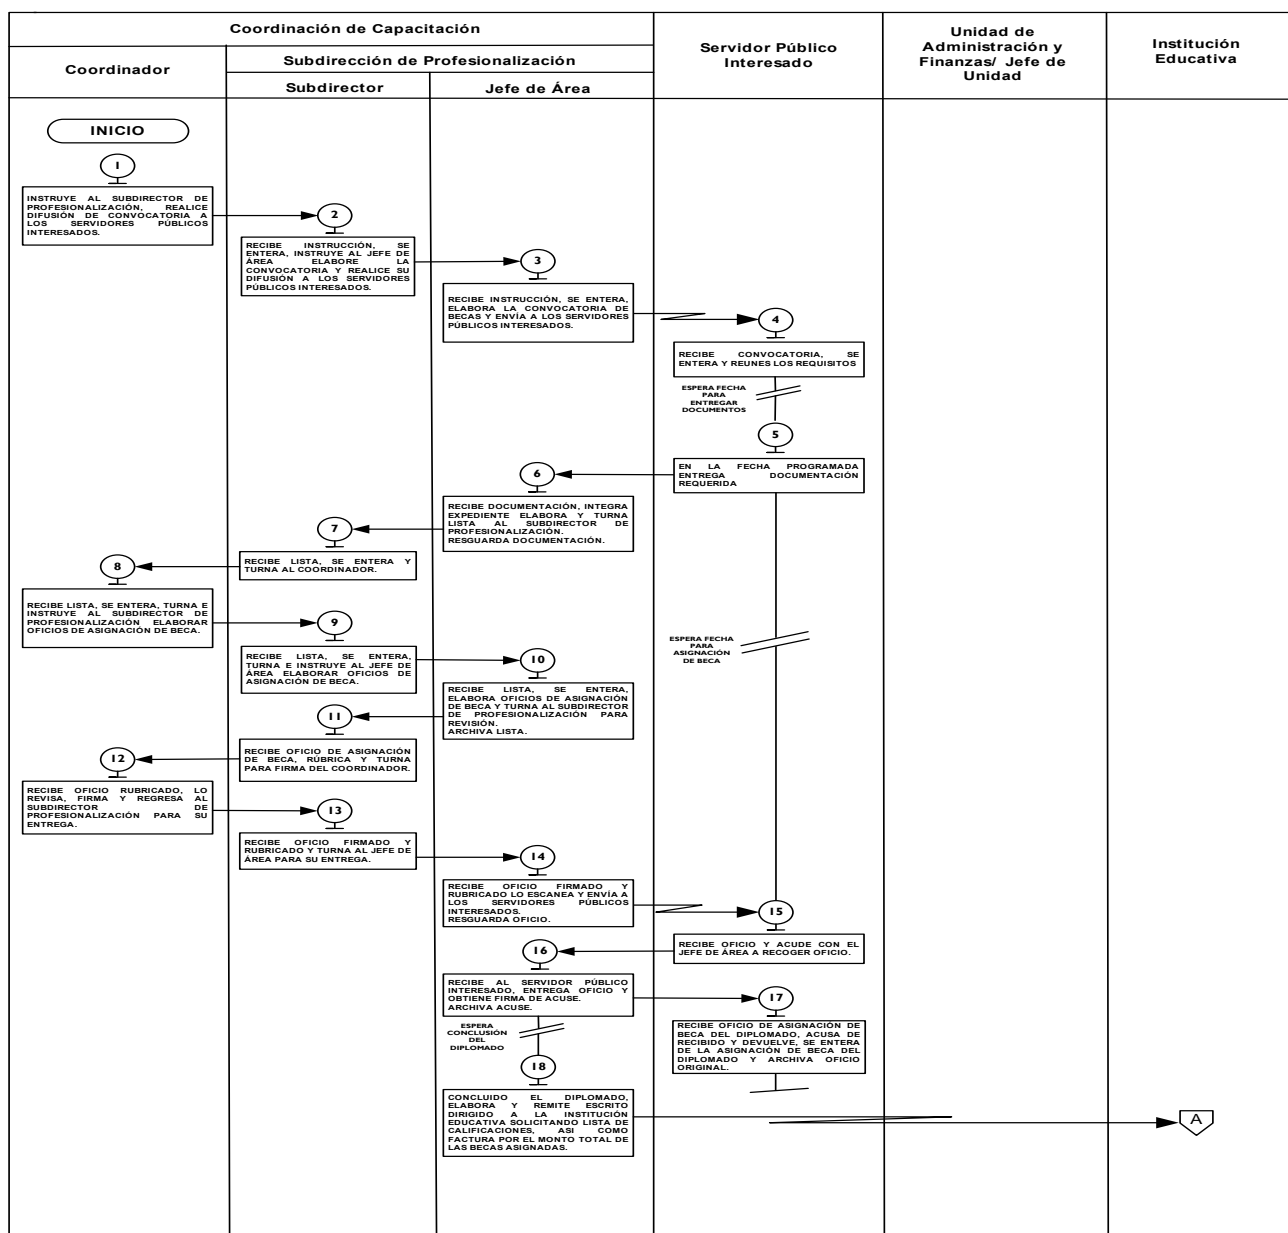 Coordinación de Capacitación
Coordinador
Subdirección de Profesionalización
Subdirector
Jefe de Área
Servidor Público
Interesado
Unidad de
Administración y
Finanzas/ Jefe de
Unidad
Institución
Educativa
INICIO
1
INSTRUYE AL SUBDIRECTOR DE
PROFESIONALIZACIÓN, REALICE
DIFUSIÓN DE CONVOCATORIA A
LOS SERVIDORES PÚBLICOS
INTERESADOS.
2
RECIBE INSTRUCCIÓN, SE
ENTERA, INSTRUYE AL JEFE DE
ÁREA ELABORE LA
CONVOCATORIA Y REALICE SU
DIFUSIÓN A LOS SERVIDORES
PÚBLICOS INTERESADOS.
3
RECIBE INSTRUCCIÓN, SE ENTERA,
ELABORA LA CONVOCATORIA DE
BECAS Y ENVÍA A LOS SERVIDORES
PÚBLICOS INTERESADOS.
4
RECIBE CONVOCATORIA, SE
ENTERA Y REUNES LOS REQUISITOS
ESPERA FECHA
PARA
ENTREGAR
DOCUMENTOS
5
EN LA FECHA PROGRAMADA
ENTREGA DOCUMENTACIÓN
REQUERIDA
6
RECIBE DOCUMENTACIÓN, INTEGRA
EXPEDIENTE ELABORA Y TURNA
LISTA AL SUBDIRECTOR DE
PROFESIONALIZACIÓN.
RESGUARDA DOCUMENTACIÓN.
7
RECIBE LISTA, SE ENTERA Y
TURNA AL COORDINADOR.
8
RECIBE LISTA, SE ENTERA, TURNA E
INSTRUYE AL SUBDIRECTOR DE
PROFESIONALIZACIÓN ELABORAR
OFICIOS DE ASIGNACIÓN DE BECA.
9
RECIBE LISTA, SE ENTERA,
TURNA E INSTRUYE AL JEFE DE
ÁREA ELABORAR OFICIOS DE
ASIGNACIÓN DE BECA.
ESPERA FECHA
PARA
ASIGNACIÓN
DE BECA
10
RECIBE LISTA, SE ENTERA,
ELABORA OFICIOS DE ASIGNACIÓN
DE BECA Y TURNA AL SUBDIRECTOR
DE PROFESIONALIZACIÓN PARA
REVISIÓN.
ARCHIVA LISTA.
11
RECIBE OFICIO DE ASIGNACIÓN
DE BECA, RÚBRICA Y TURNA
PARA FIRMA DEL COORDINADOR.
12
RECIBE OFICIO RUBRICADO, LO
REVISA, FIRMA Y REGRESA AL
SUBDIRECTOR DE
PROFESIONALIZACIÓN PARA SU
ENTREGA.
13
RECIBE OFICIO FIRMADO Y
RUBRICADO Y TURNA AL JEFE DE
ÁREA PARA SU ENTREGA.
14
RECIBE OFICIO FIRMADO Y
RUBRICADO LO ESCANEA Y ENVÍA A
LOS SERVIDORES PÚBLICOS
INTERESADOS.
RESGUARDA OFICIO.
15
RECIBE OFICIO Y ACUDE CON EL
JEFE DE ÁREA A RECOGER OFICIO.
16
RECIBE AL SERVIDOR PÚBLICO
INTERESADO, ENTREGA OFICIO Y
OBTIENE FIRMA DE ACUSE.
ARCHIVA ACUSE.
17
RECIBE OFICIO DE ASIGNACIÓN DE
BECA DEL DIPLOMADO, ACUSA DE
RECIBIDO Y DEVUELVE, SE ENTERA
DE LA ASIGNACIÓN DE BECA DEL
DIPLOMADO Y ARCHIVA OFICIO
ORIGINAL.
ESPERA
CONCLUSIÓN
DEL
DIPLOMADO
18
CONCLUIDO EL DIPLOMADO,
ELABORA Y REMITE ESCRITO
DIRIGIDO A LA INSTITUCIÓN
EDUCATIVA SOLICITANDO LISTA DE
CALIFICACIONES, ASI COMO
FACTURA POR EL MONTO TOTAL DE
LAS BECAS ASIGNADAS.
A